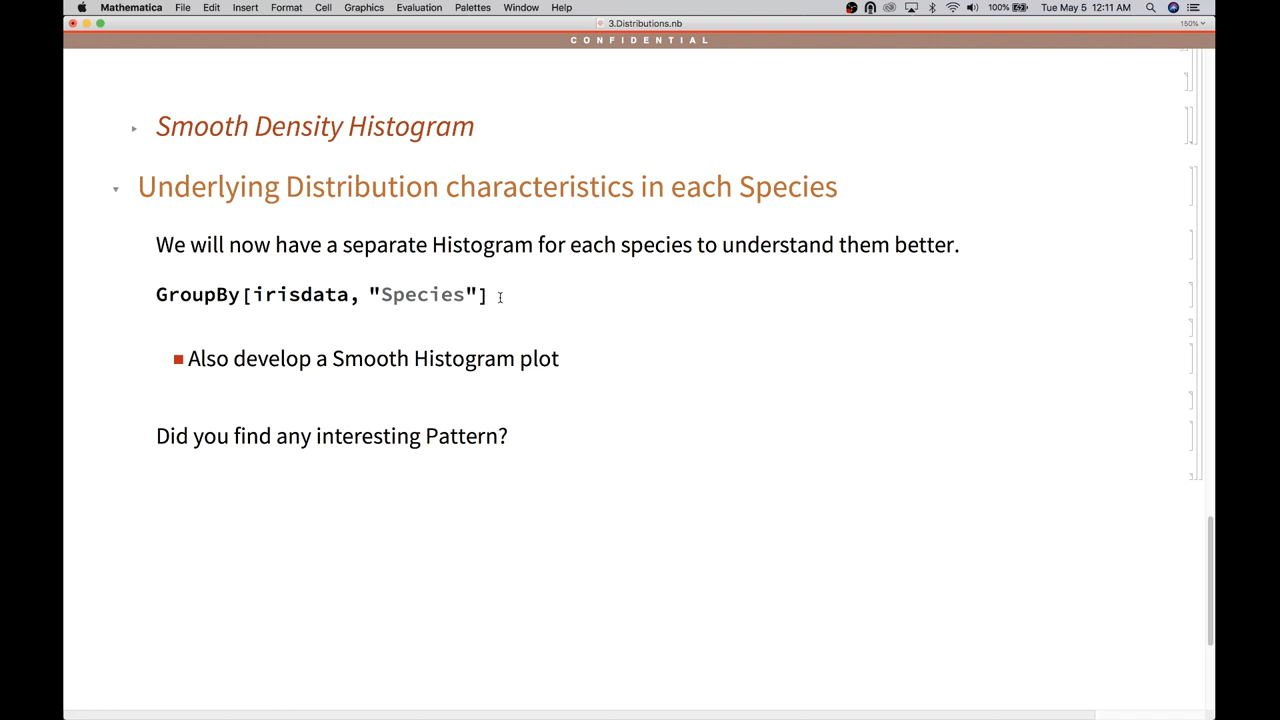 Mathematica File Edit Insert Format Cell Graphics Evaluation Palettes Window Help 100% Tue May 5 12:11 AM
3.Distributions.nb 150%
CONFIDENTIAL
Smooth Density Histogram
Underlying Distribution characteristics in each Species
We will now have a separate Histogram for each species to understand them better.
GroupBy[irisdata, "Species"]
Also develop a Smooth Histogram plot
Did you find any interesting Pattern?